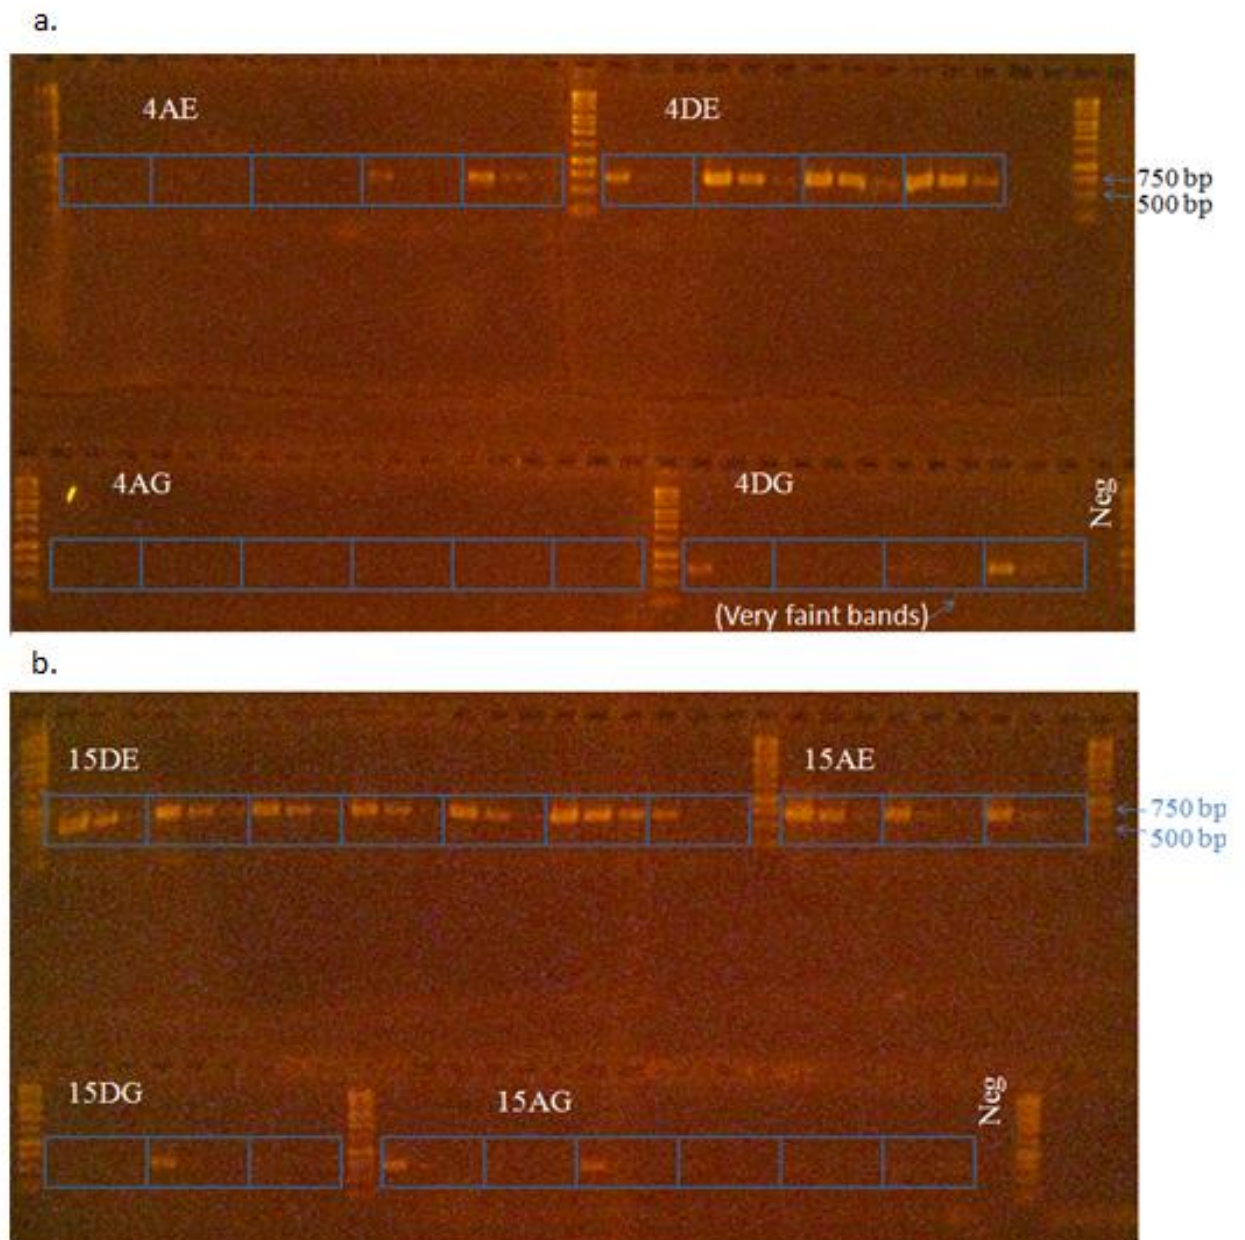 a.
4AE
4DE
750 bp
500 bp
4AG
4DG
Neg
(Very faint bands)
b.
15DE
15AE
750 bp
500 bp
15DG
15AG
Neg